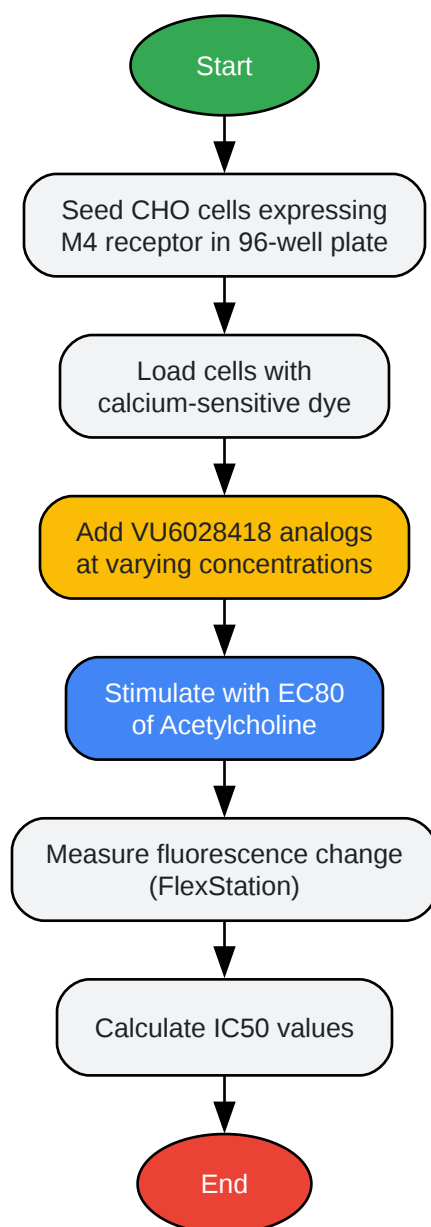 Start
Seed CHO cells expressing
M4 receptor in 96-well plate
Load cells with
calcium-sensitive dye
Add VU6028418 analogs
at varying concentrations
Stimulate with EC80
of Acetylcholine
Measure fluorescence change
(FlexStation)
Calculate IC50 values
End